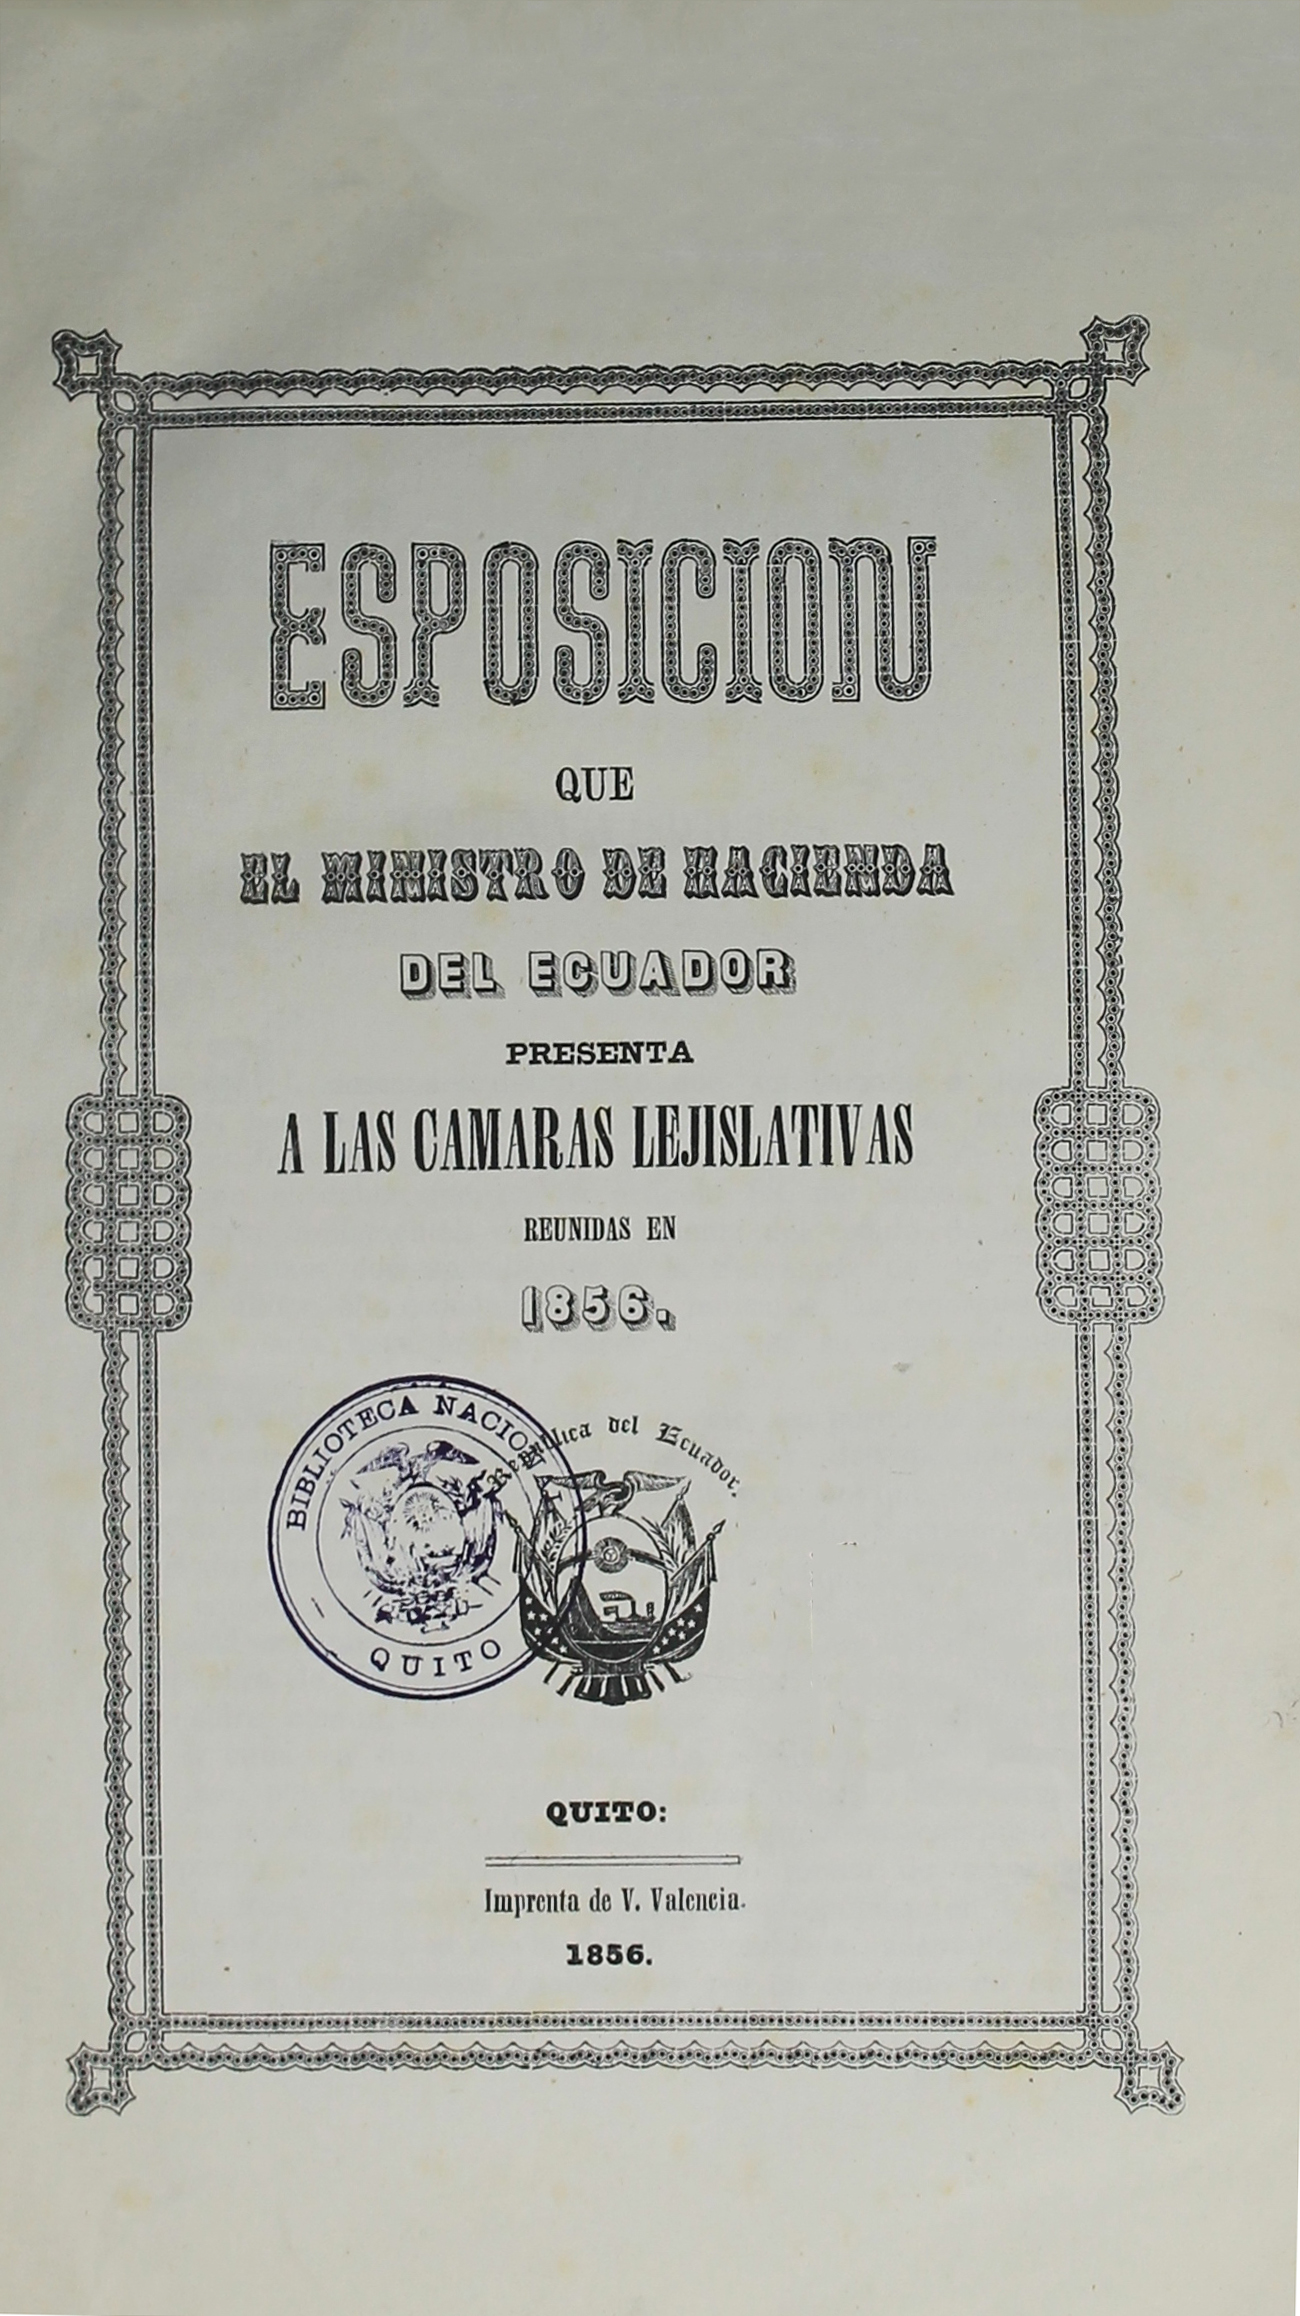 ESPOSICION
QUE
EL MINISTRO DE HACIENDA
DEL ECUADOR
PRESENTA
A LAS CAMARAS LEJISLATIVAS
REUNIDAS EN
1856.
BIBLIOTECA NACIONAL
QUITO
República del Ecuador.
QUITO:
Imprenta de V. Valencia.
1856.